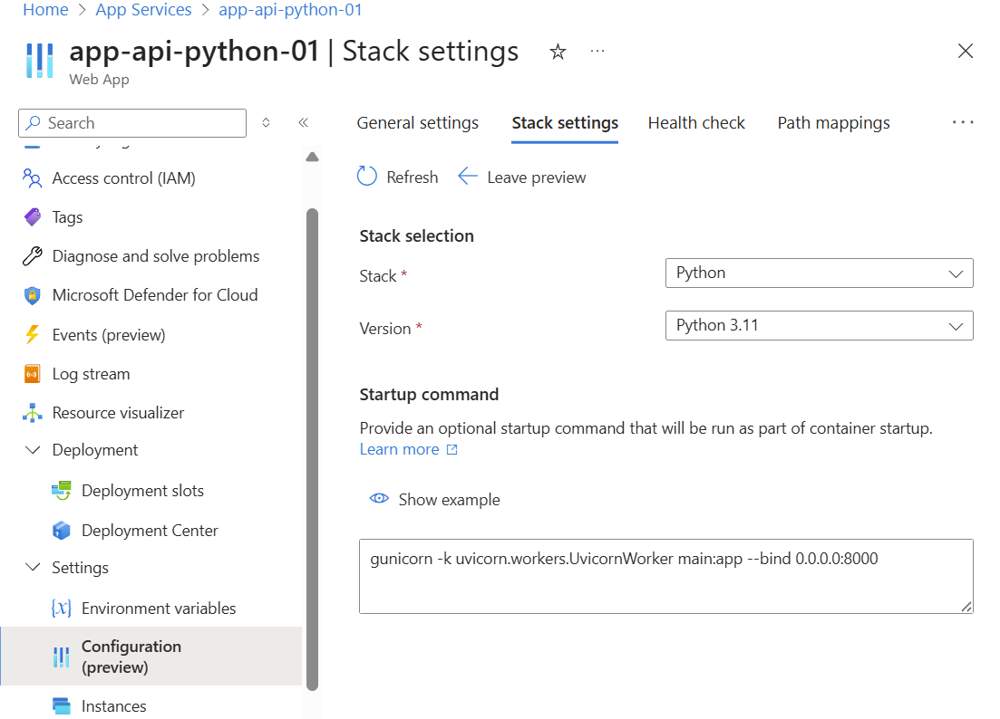 Home > App Services > app-api-python-01
app-api-python-01 | Stack settings
Web App
Search
Access control (IAM)
Tags
Diagnose and solve problems
Microsoft Defender for Cloud
Events (preview)
Log stream
Resource visualizer
Deployment
Deployment slots
Deployment Center
Settings
Environment variables
Configuration
(preview)
Instances
General settings
Stack settings
Health check
Path mappings
Refresh
Leave preview
Stack selection
Stack *
Python
Version *
Python 3.11
Startup command
Provide an optional startup command that will be run as part of container startup.
Learn more
Show example
gunicorn -k uvicorn.workers.UvicornWorker main:app --bind 0.0.0.0:8000